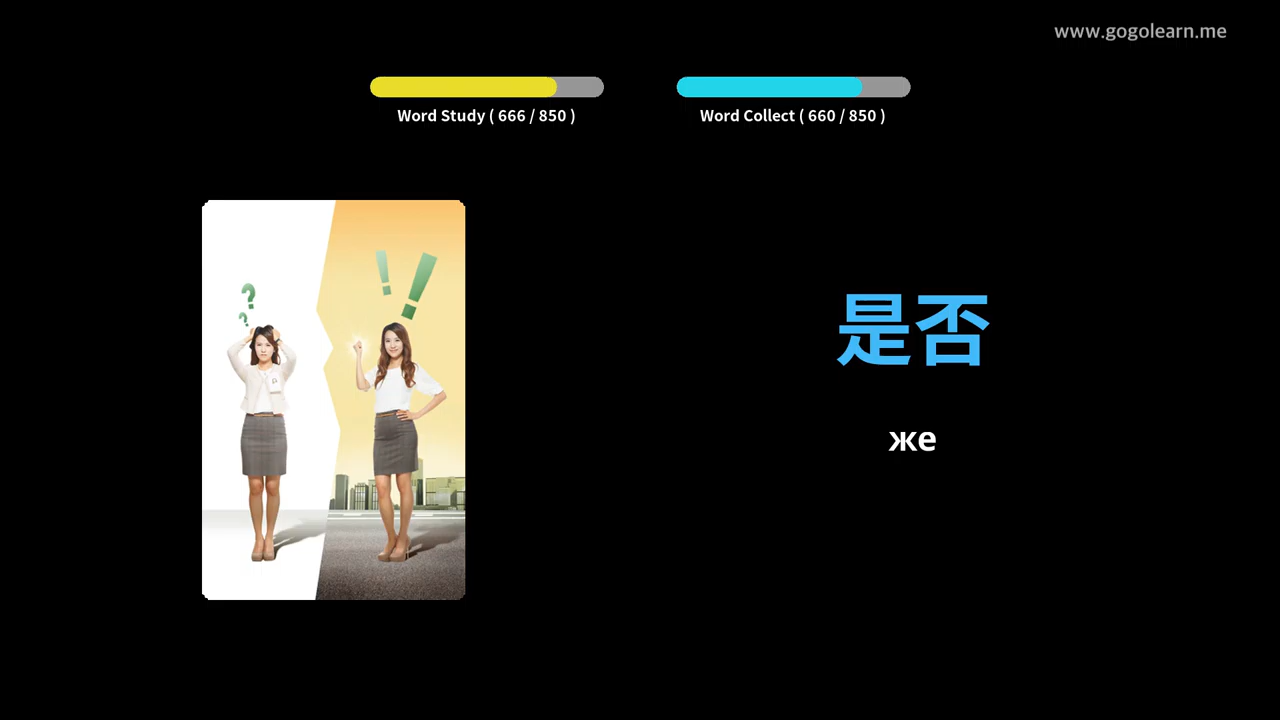 www.gogolearn.me
Word Study ( 666 / 850 )
Word Collect ( 660 / 850 )
? ?
! !
是否
же